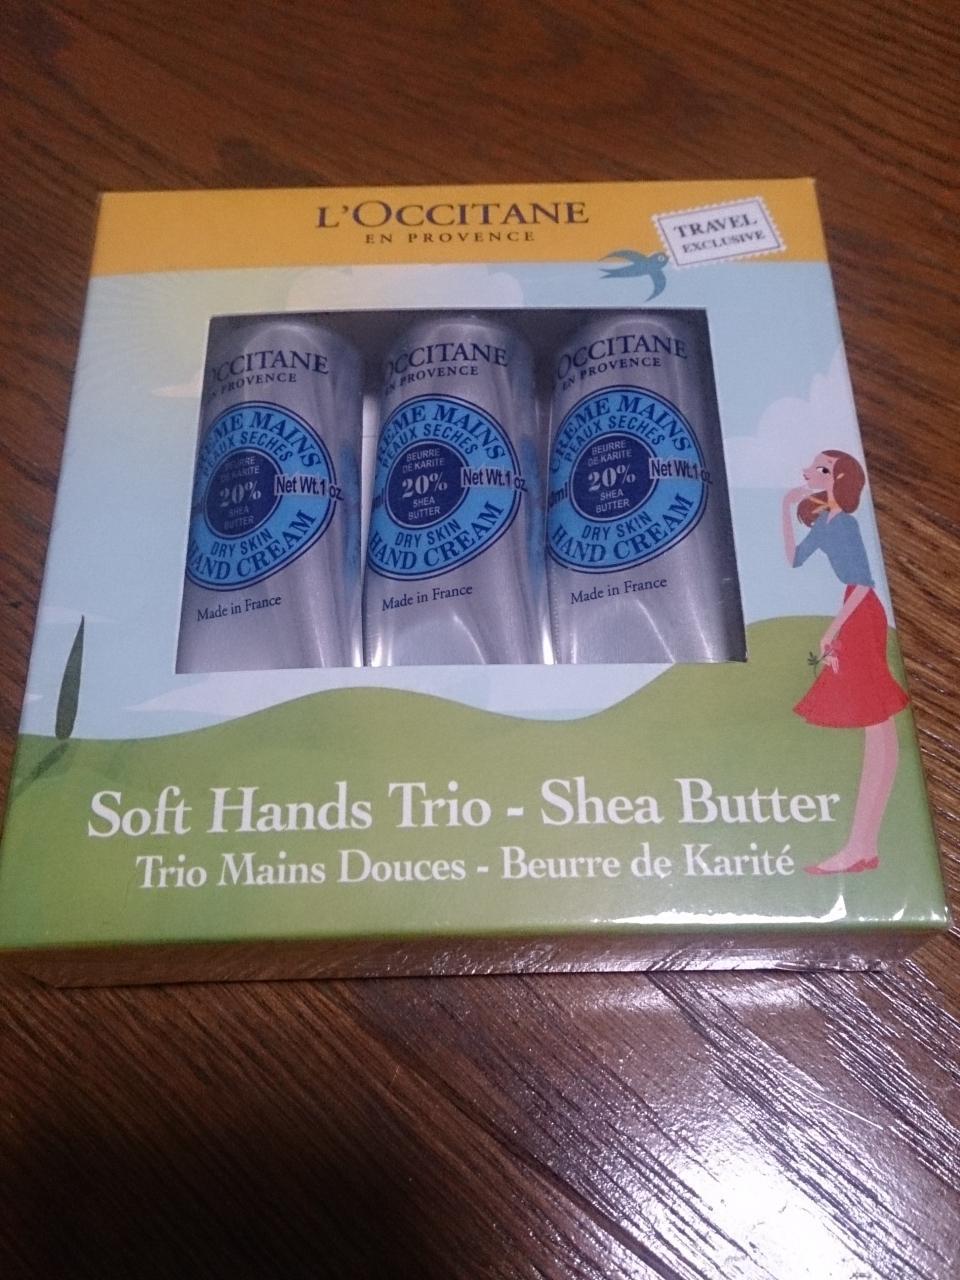 L'OCCITANE
EN PROVENCE
TRAVEL
EXCLUSIVE
OCCITANE
EN PROVENCE
CRÈME MAINS
PEAUX SECHES
BEURRE
DE KARITE
20%
SHEA
BUTTER
Net Wt.1 oz.
DRY SKIN
HAND CREAM
Made in France
OCCITANE
EN PROVENCE
CRÈME MAINS
PEAUX SECHES
BEURRE
DE KARITE
20%
SHEA
BUTTER
Net Wt.1 oz.
DRY SKIN
HAND CREAM
Made in France
OCCITANE
EN PROVENCE
CRÈME MAINS
PEAUX SECHES
BEURRE
DE KARITE
20%
SHEA
BUTTER
Net Wt.1 oz.
DRY SKIN
HAND CREAM
Made in France
Soft Hands Trio - Shea Butter
Trio Mains Douces - Beurre de Karité